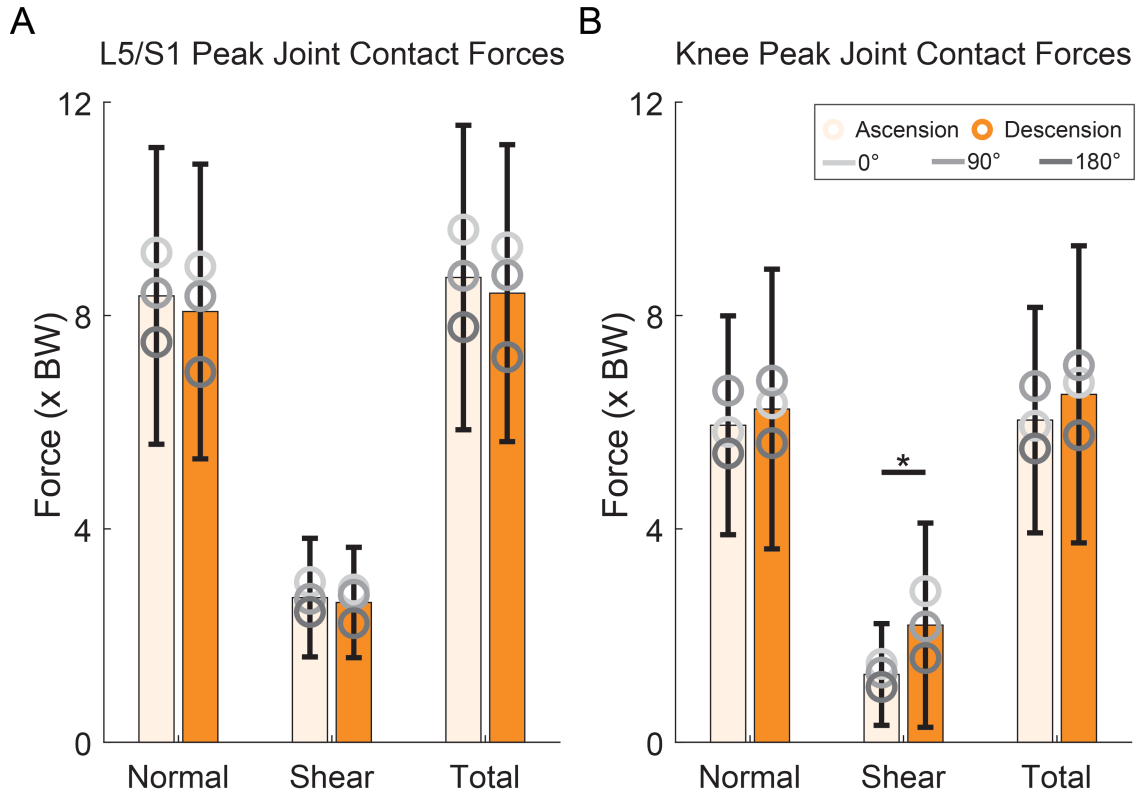 A
L5/S1 Peak Joint Contact Forces
12
8
4
0
Force (x BW)
Normal Shear Total
B
Knee Peak Joint Contact Forces
Ascension Descension
0° 90° 180°
12
8
4
0
Force (x BW)
*
Normal Shear Total